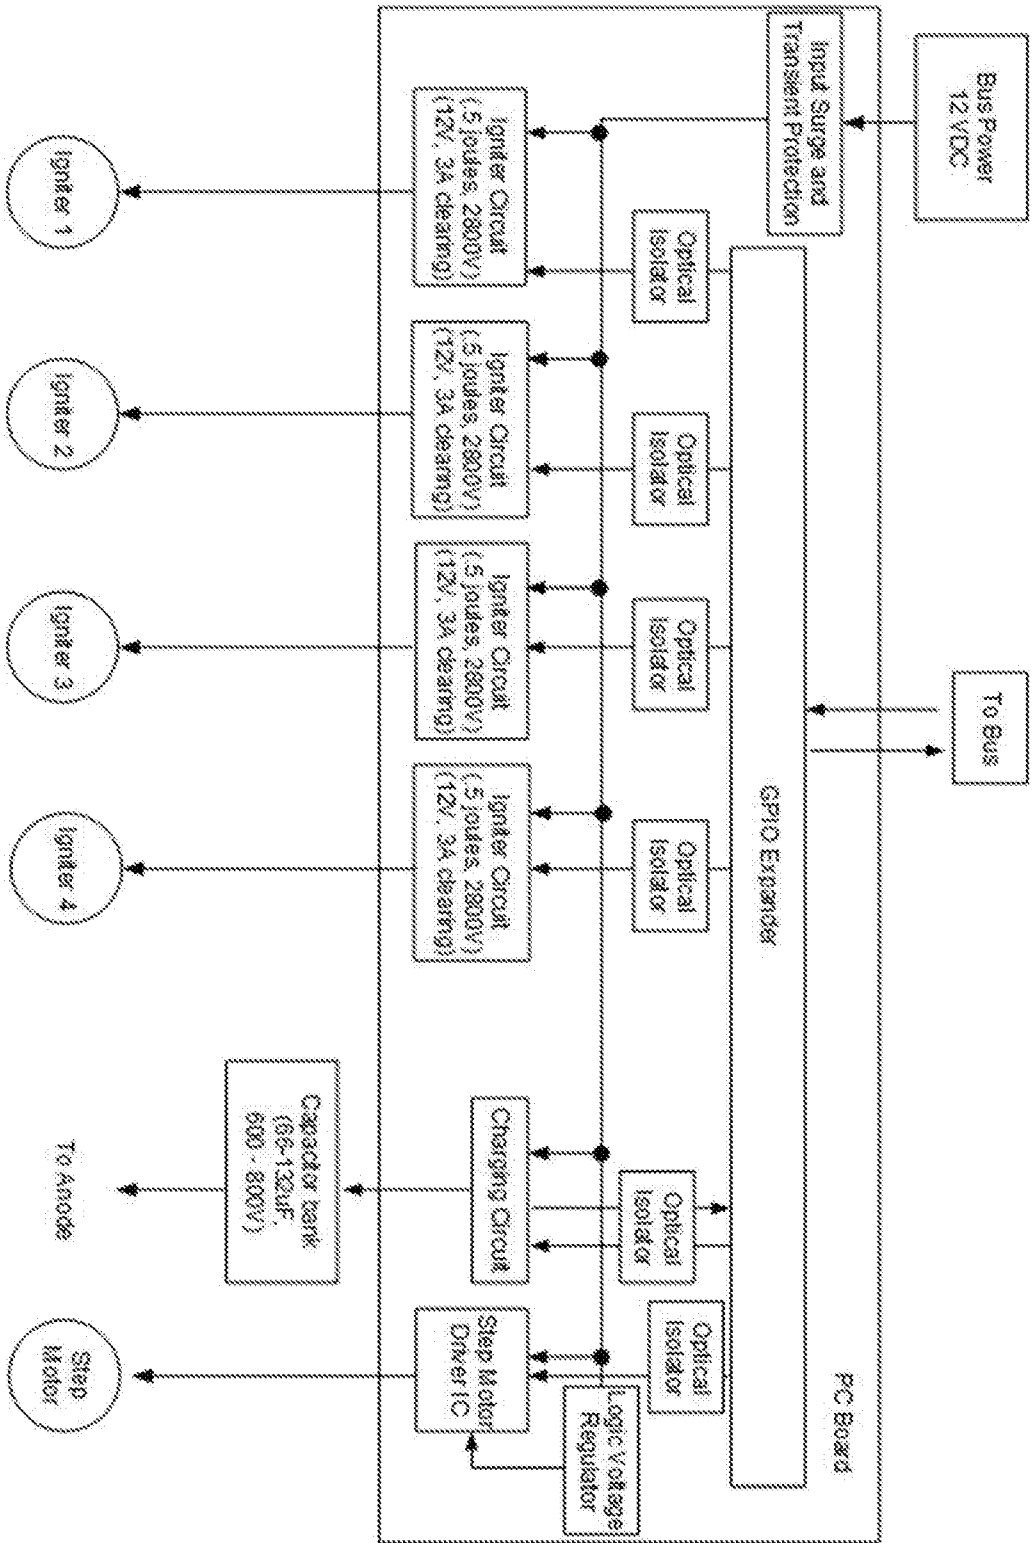 Bus Power
12 VDC
To Bus
PC Board
Input Surge and
Transient Protection
GPIO Expander
Optical
Isolator
Optical
Isolator
Optical
Isolator
Optical
Isolator
Optical
Isolator
Optical
Isolator
Logic Voltage
Regulator
Igniter Circuit
(.5 joules, 2800V)
(12V, 3A clearing)
Igniter Circuit
(.5 joules, 2800V)
(12V, 3A clearing)
Igniter Circuit
(.5 joules, 2800V)
(12V, 3A clearing)
Igniter Circuit
(.5 joules, 2800V)
(12V, 3A clearing)
Charging Circuit
Step Motor
Driver IC
Capacitor bank
(66-132uF,
600 - 800V)
Igniter 1
Igniter 2
Igniter 3
Igniter 4
To Anode
Step
Motor